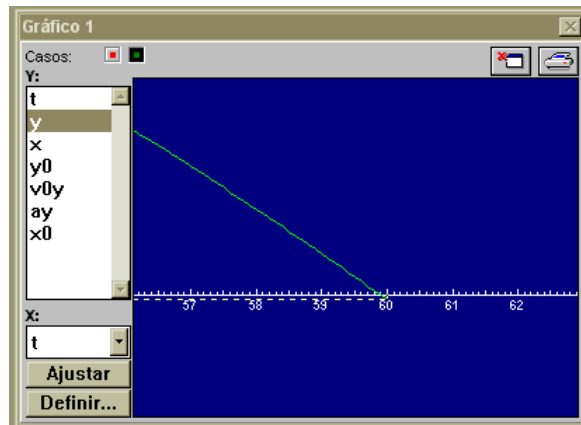 Gráfico 1
Casos:
Y:
t
y
x
y0
v0y
ay
x0
X:
t
Ajustar
Definir...
57 58 59 60 61 62